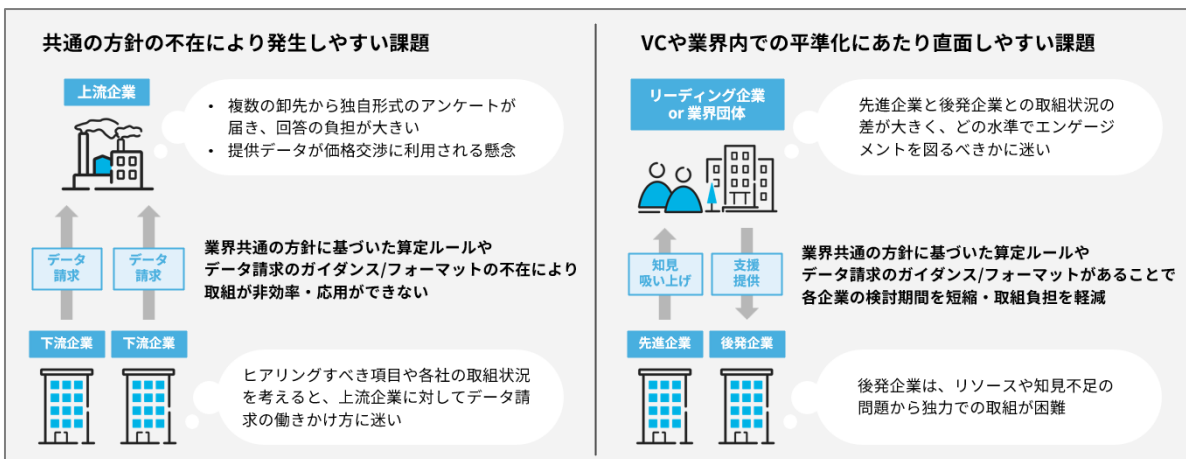 共通の方針の不在により発生しやすい課題
上流企業
• 複数の卸先から独自形式のアンケートが
届き、回答の負担が大きい
• 提供データが価格交渉に利用される懸念
データ
請求
データ
請求
業界共通の方針に基づいた算定ルールや
データ請求のガイダンス/フォーマットの不在により
取組が非効率・応用ができない
下流企業
下流企業
ヒアリングすべき項目や各社の取組状況
を考えると、上流企業に対してデータ請
求の働きかけ方に迷い
VCや業界内での平準化にあたり直面しやすい課題
リーディング企業
or 業界団体
先進企業と後発企業との取組状況の
差が大きく、どの水準でエンゲージ
メントを図るべきかに迷い
知見
吸い上げ
支援
提供
業界共通の方針に基づいた算定ルールや
データ請求のガイダンス/フォーマットがあることで
各企業の検討期間を短縮・取組負担を軽減
先進企業
後発企業
後発企業は、リソースや知見不足の
問題から独力での取組が困難